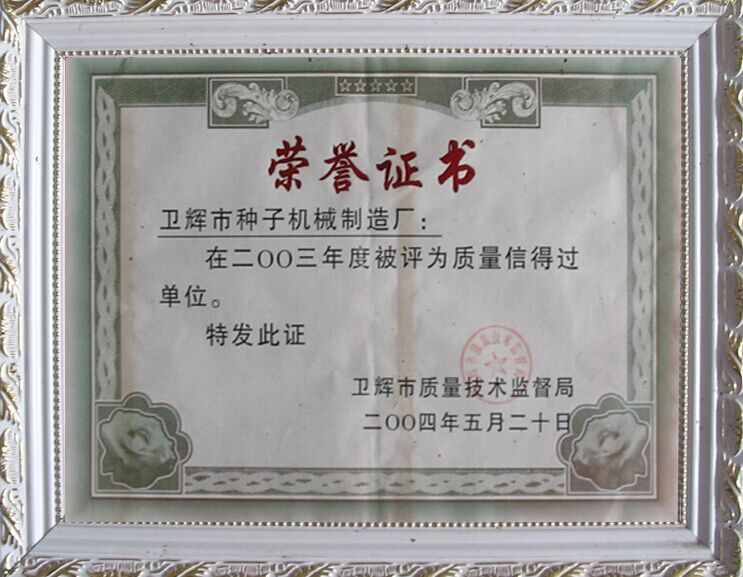 荣誉证书
卫辉市种子机械制造厂：
在二OO三年度被评为质量信得过
单位。
特发此证
卫辉市质量技术监督局
二OO四年五月二十日